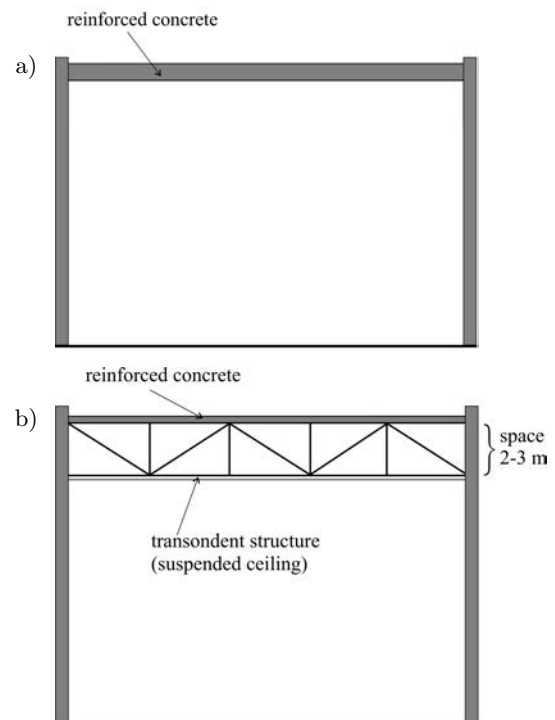 reinforced concrete
a)
reinforced concrete
b)
space
2-3 m
transondent structure
(suspended ceiling)